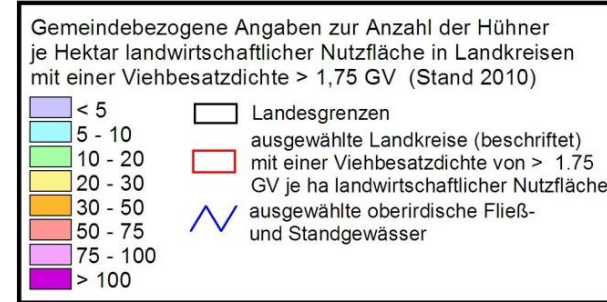 Gemeindebezogene Angaben zur Anzahl der Hühner
je Hektar landwirtschaftlicher Nutzfläche in Landkreisen
mit einer Viehbesatzdichte > 1,75 GV (Stand 2010)
< 5
5 - 10
10 - 20
20 - 30
30 - 50
50 - 75
75 - 100
> 100
Landesgrenzen
ausgewählte Landkreise (beschriftet)
mit einer Viehbesatzdichte von > 1.75
GV je ha landwirtschaftlicher Nutzfläche
ausgewählte oberirdische Fließ-
und Standgewässer